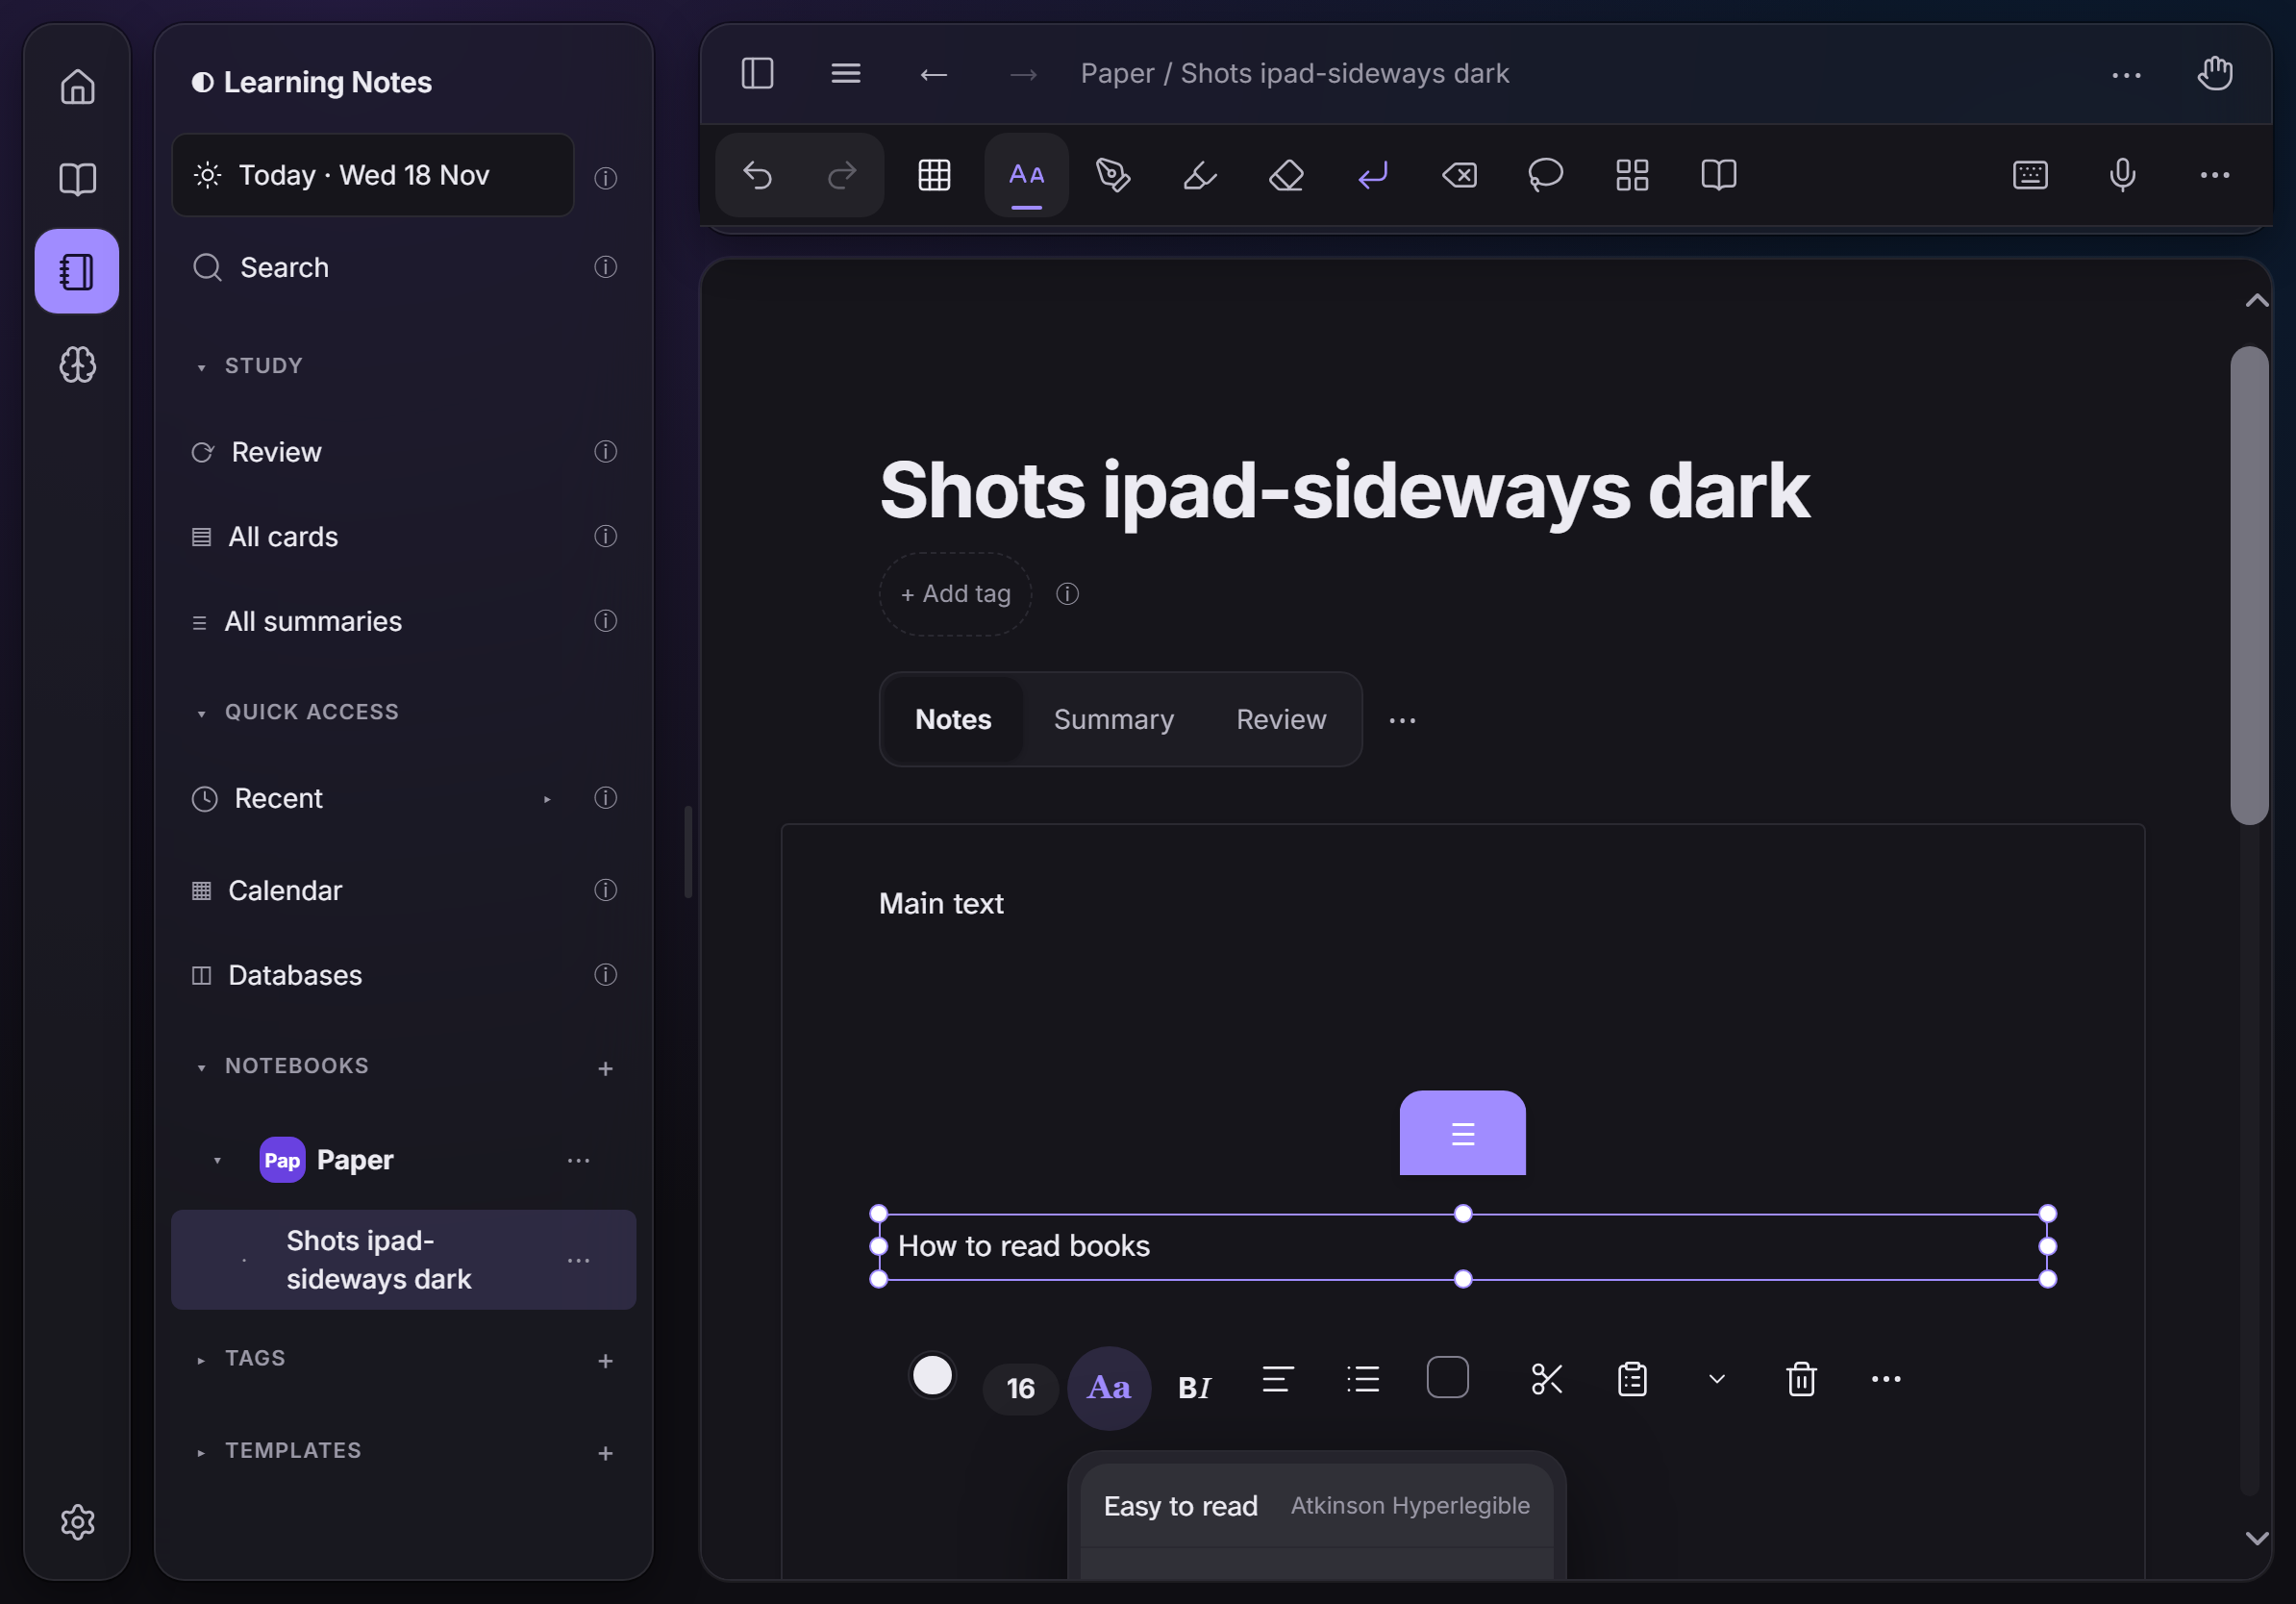 Learning Notes
Today · Wed 18 Nov
Search
STUDY
Review
All cards
All summaries
QUICK ACCESS
Recent
Calendar
Databases
NOTEBOOKS
Pap Paper
Shots ipad-
sideways dark
TAGS
TEMPLATES
Paper / Shots ipad-sideways dark
AA
Shots ipad-sideways dark
+ Add tag
Notes Summary Review
Main text
How to read books
16 Aa BI
Easy to read Atkinson Hyperlegible